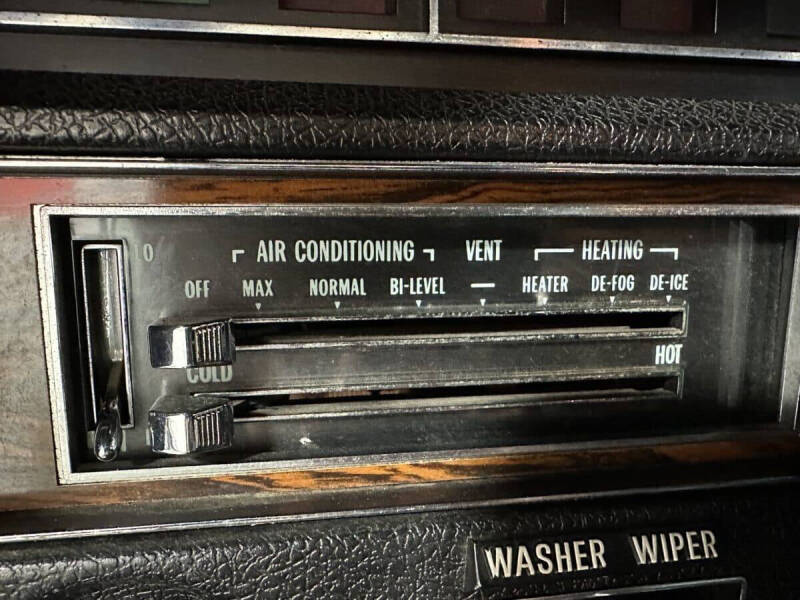 LO
AIR CONDITIONING VENT HEATING
OFF MAX NORMAL BI-LEVEL — HEATER DE-FOG DE-ICE
COLD HOT
WASHER WIPER